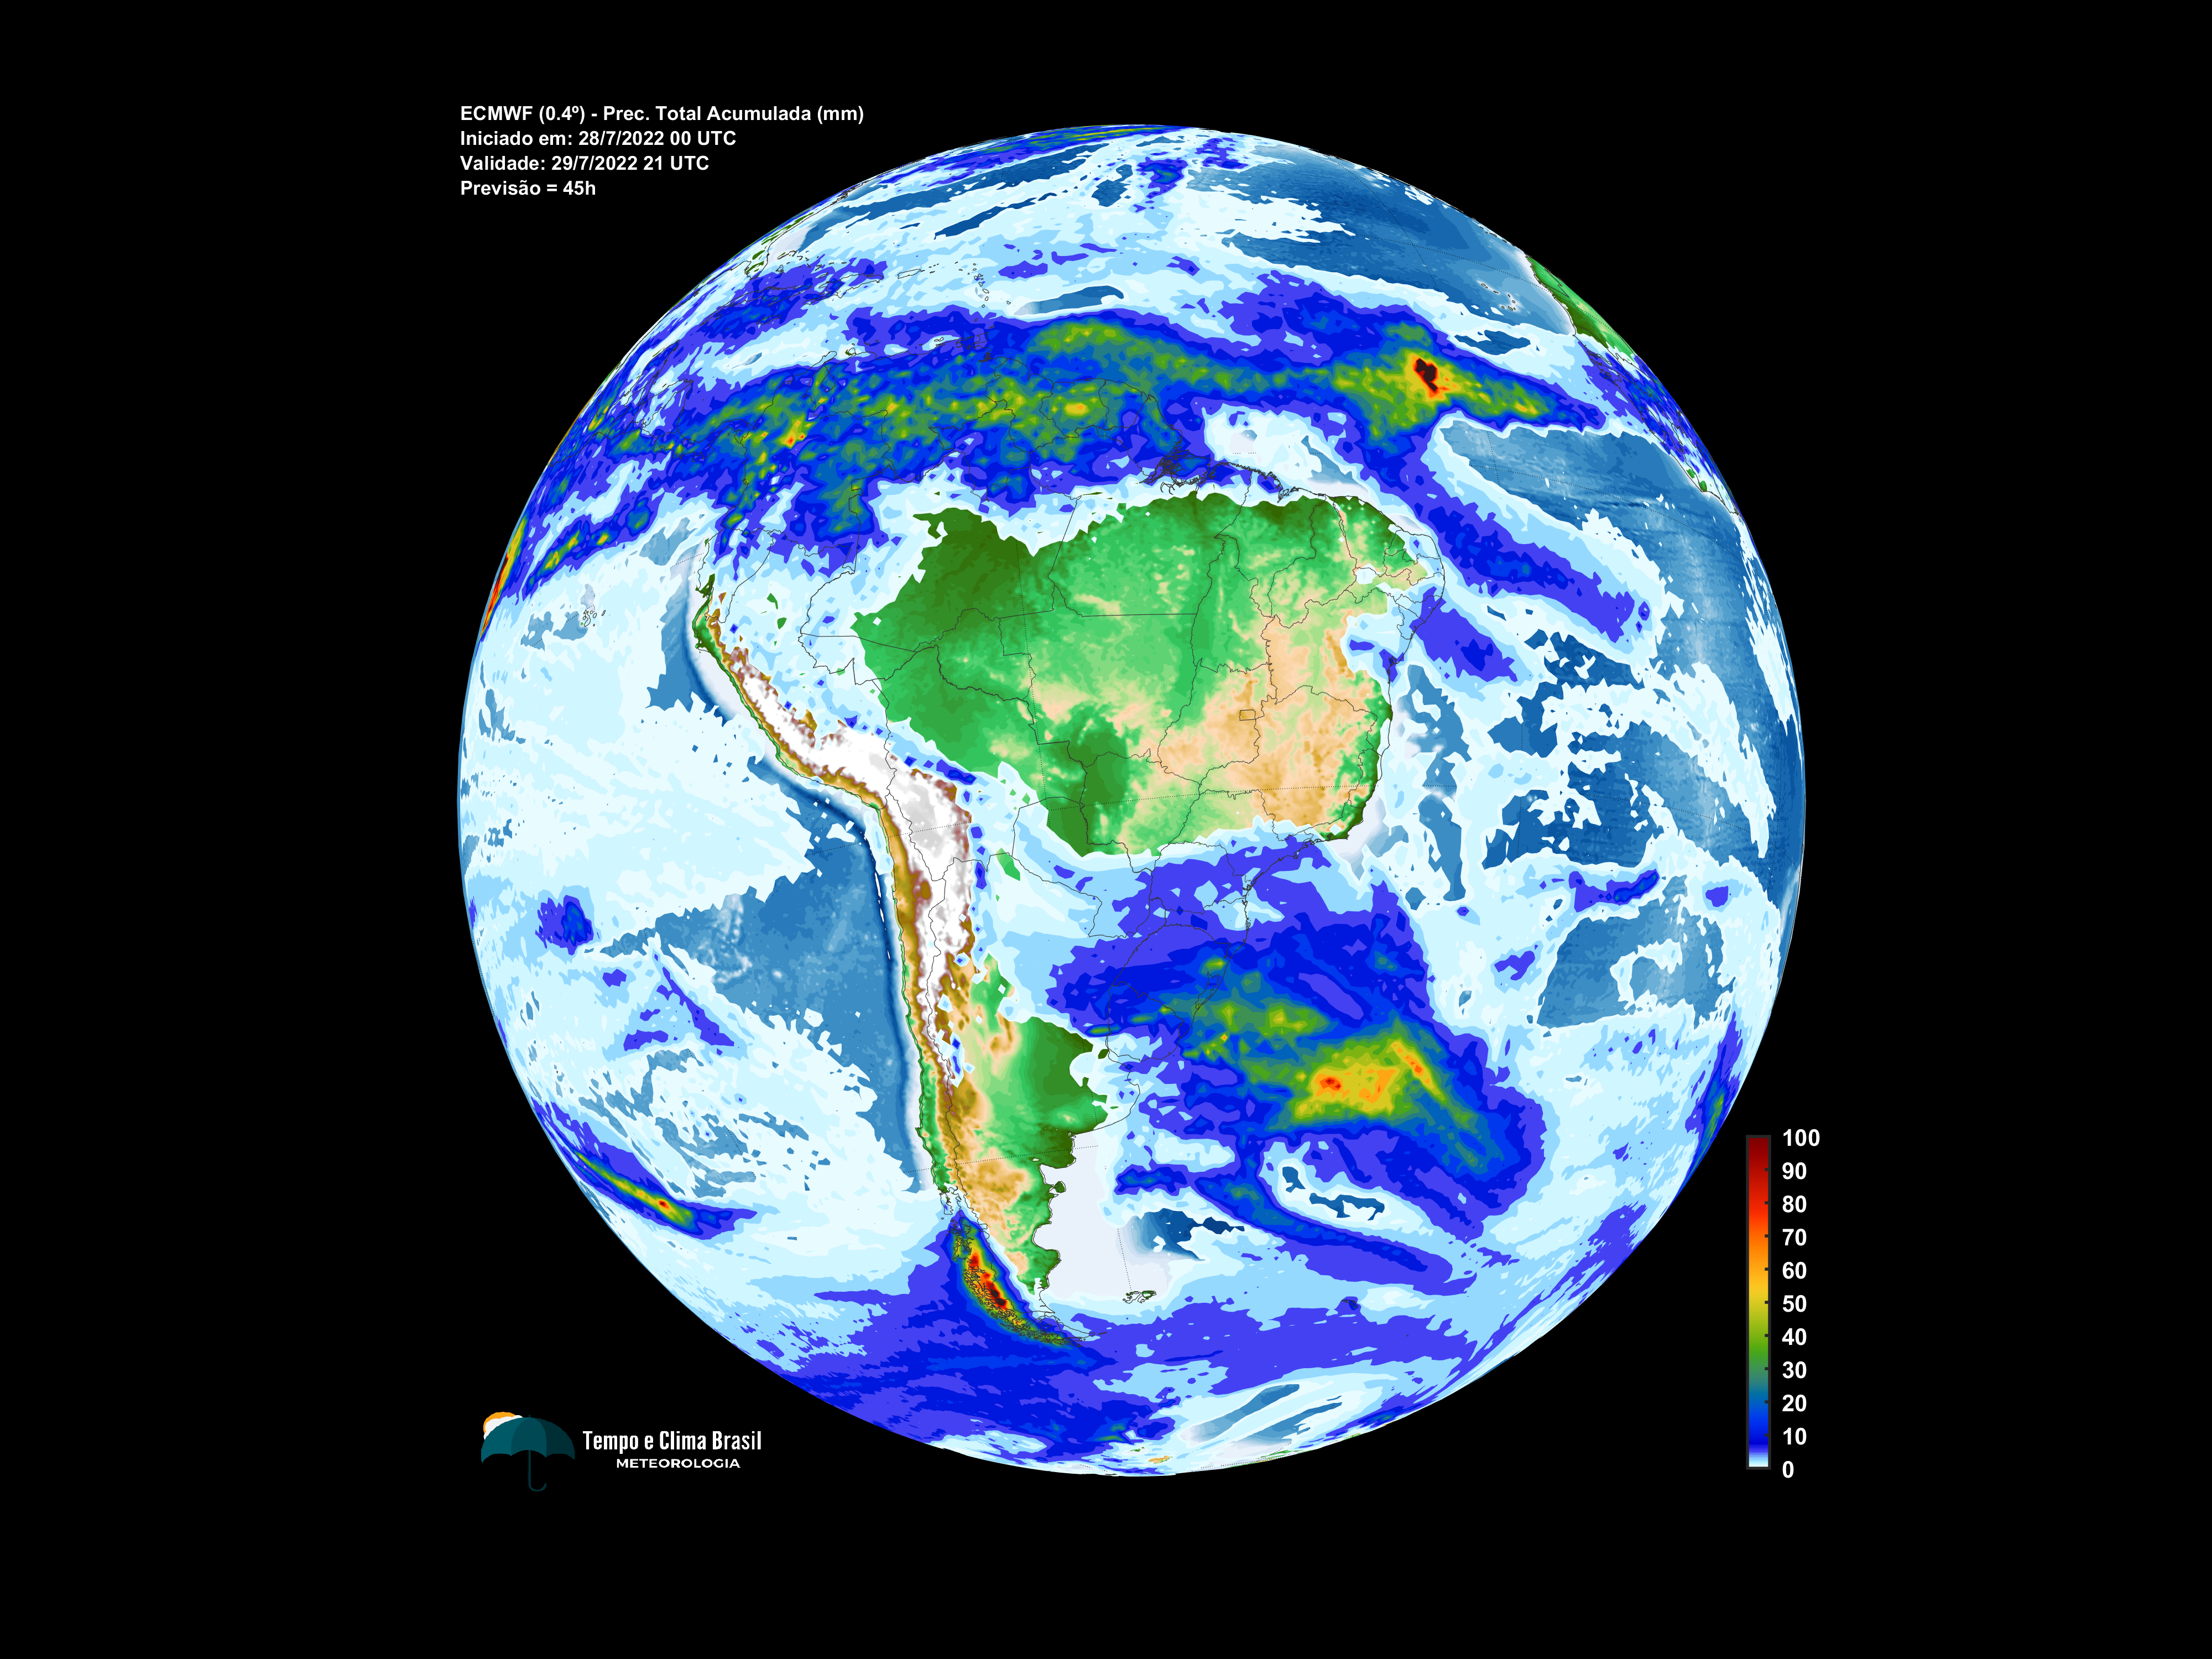 ECMWF (0.4º) - Prec. Total Acumulada (mm)
Iniciado em: 28/7/2022 00 UTC
Validade: 29/7/2022 21 UTC
Previsão = 45h
100
90
80
70
60
50
40
30
20
10
0
Tempo e Clima Brasil
METEOROLOGIA